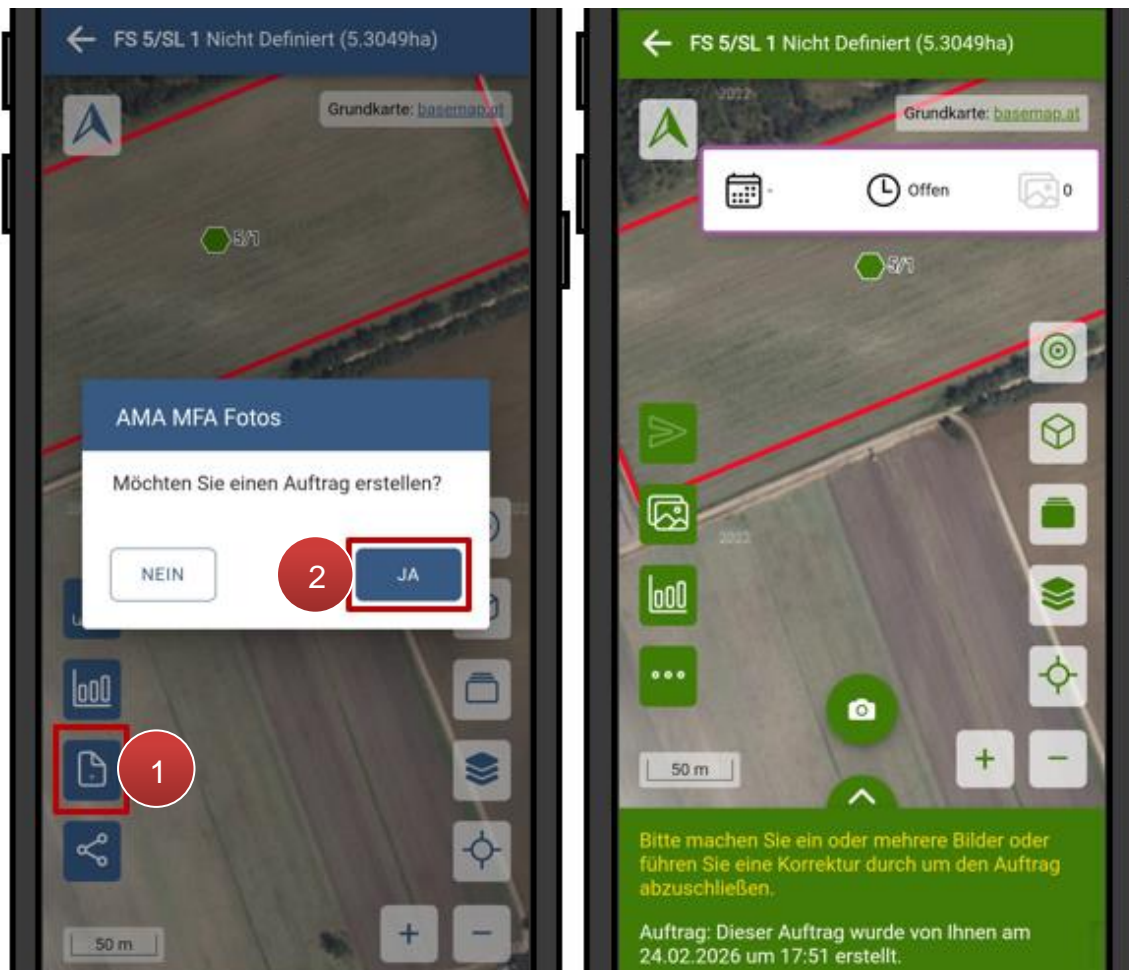 FS 5/SL 1 Nicht Definiert (5.3049ha)
Grundkarte: basemap.at
5/1
AMA MFA Fotos
Möchten Sie einen Auftrag erstellen?
NEIN
2
JA
1
50 m
+
−
FS 5/SL 1 Nicht Definiert (5.3049ha)
2022
Grundkarte: basemap.at
-
Offen
0
5/1
2022
50 m
+
−
Bitte machen Sie ein oder mehrere Bilder oder
führen Sie eine Korrektur durch um den Auftrag
abzuschließen.
Auftrag: Dieser Auftrag wurde von Ihnen am
24.02.2026 um 17:51 erstellt.